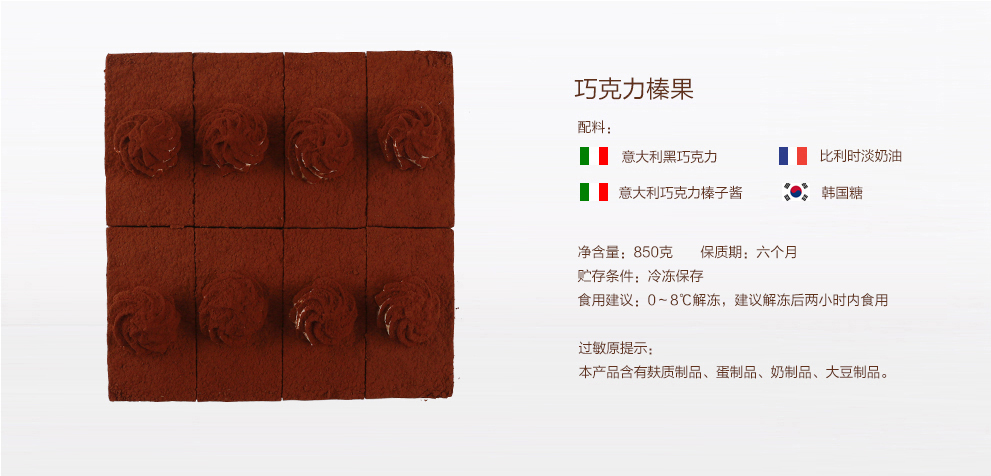 巧克力榛果
配料：
意大利黑巧克力 比利时淡奶油
意大利巧克力榛子酱 韩国糖
净含量：850克 保质期：六个月
贮存条件：冷冻保存
食用建议：0~8℃解冻，建议解冻后两小时内食用
过敏原提示：
本产品含有麸质制品、蛋制品、奶制品、大豆制品。